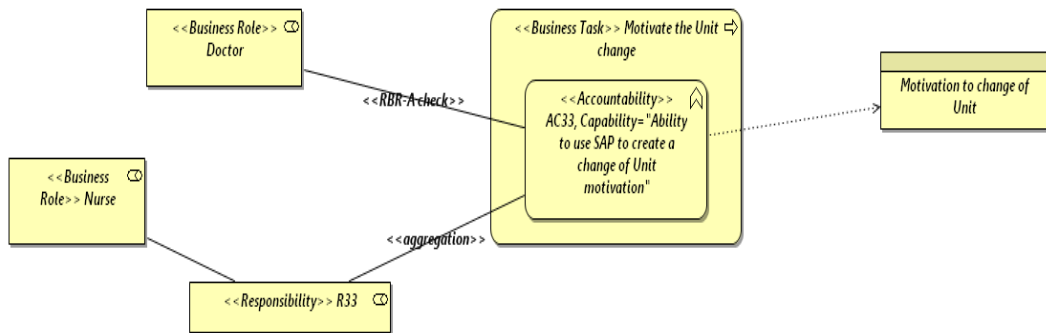 <<Business Role>>
Doctor
<<Business Task>> Motivate the Unit
change
<<RBR-A check>>
<<Accountability>>
AC33, Capability="Ability
to use SAP to create a
change of Unit
motivation"
Motivation to change of
Unit
<<Business
Role>> Nurse
<<aggregation>>
<<Responsibility>> R33